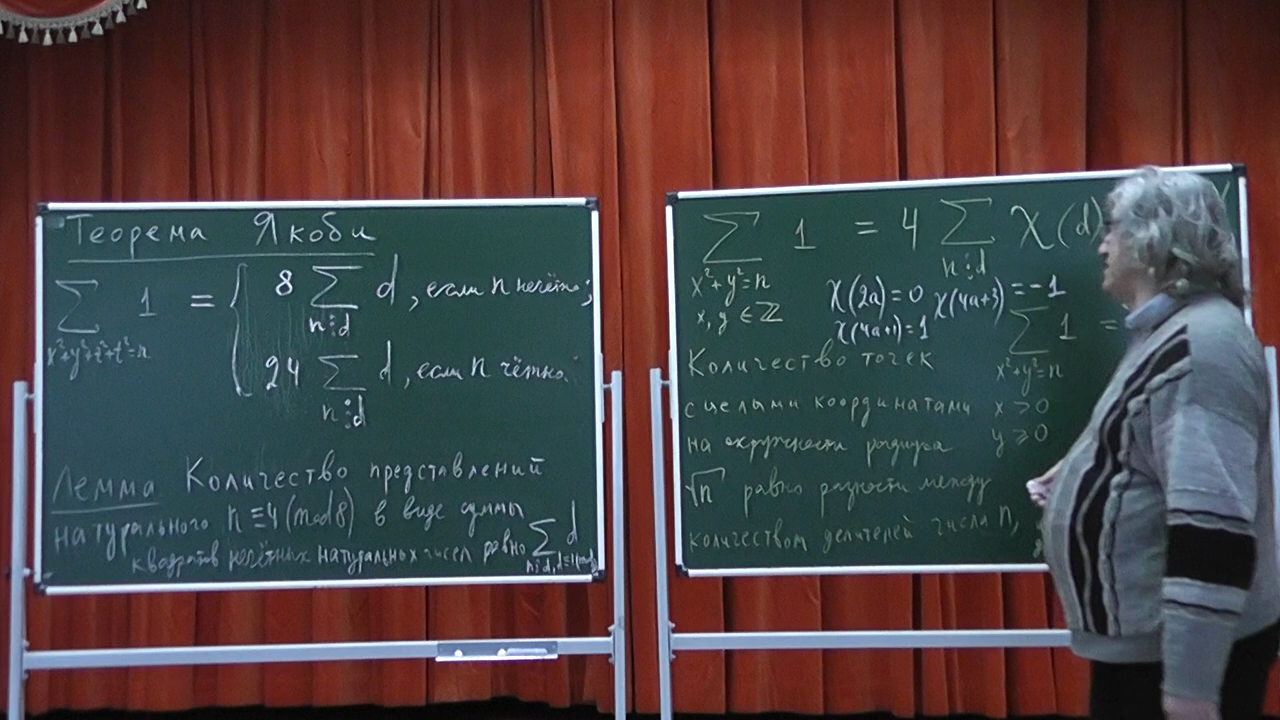 Теорема Якоби
∑ 1 = { 8 ∑ d, если n нечётно;
x²+y²+z²+t²=n
n⋮d
24 ∑ d, если n чётно.
n⋮d
Лемма Количество представлений
натурального n ≡ 4 (mod 8) в виде суммы
квадратов нечётных натуральных чисел равно ∑ d
n⋮d,
∑ 1 = 4 ∑ χ(d)
x²+y²=n
n⋮d
x, y ∈ ℤ
χ(2a)=0 χ(4a+3)=-1
χ(4a+1)=1
∑ 1 =
x²+y²=n
x > 0
y ⩾ 0
Количество точек
с целыми координатами
на окружности радиуса
√n равно разности между
количеством делителей числа n,